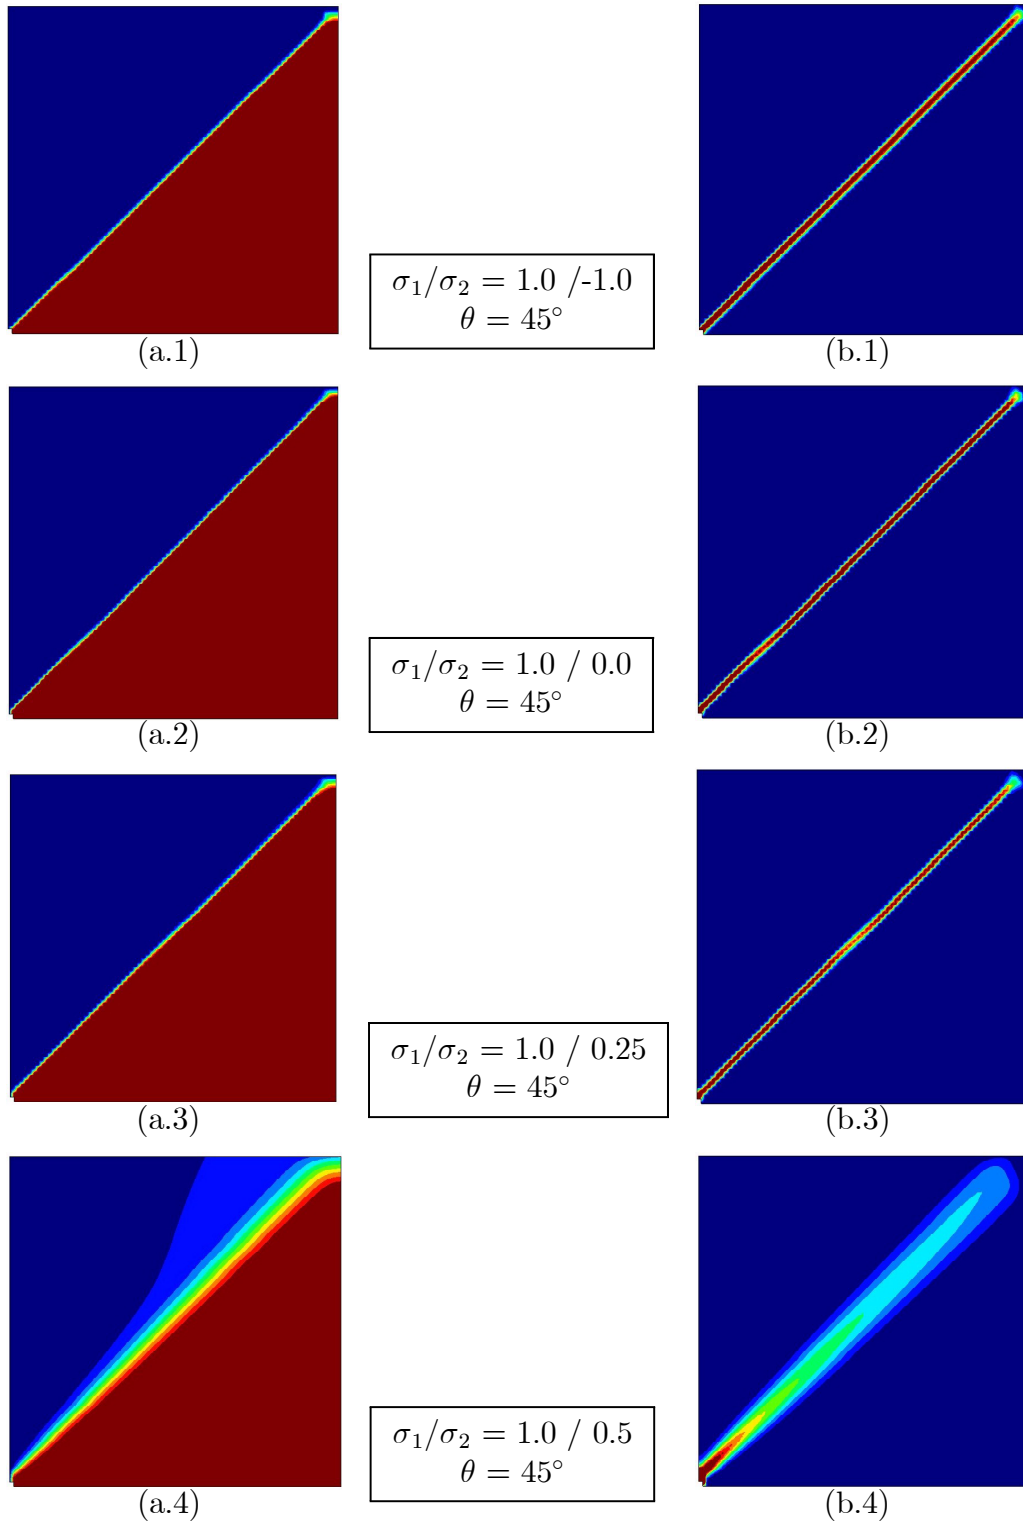 σ₁/σ₂ = 1.0 /-1.0
θ = 45°
(a.1)
(b.1)
σ₁/σ₂ = 1.0 / 0.0
θ = 45°
(a.2)
(b.2)
σ₁/σ₂ = 1.0 / 0.25
θ = 45°
(a.3)
(b.3)
σ₁/σ₂ = 1.0 / 0.5
θ = 45°
(a.4)
(b.4)